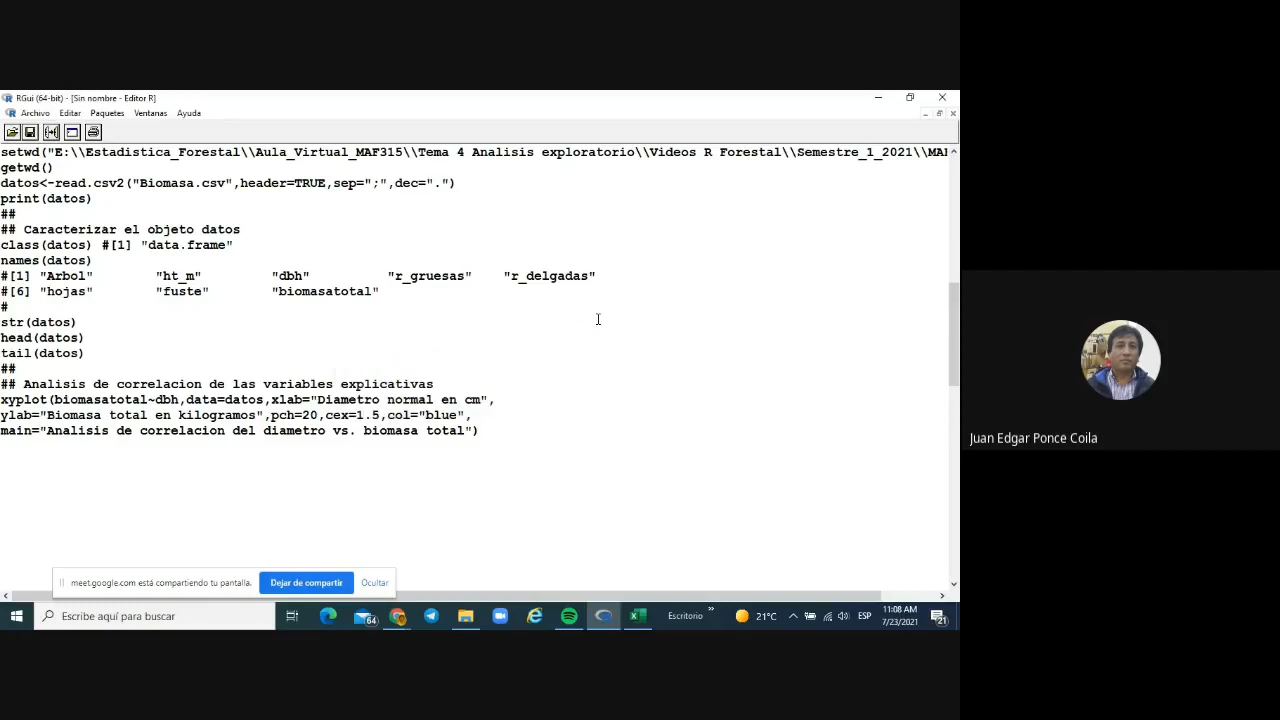 RGui (64-bit) - [Sin nombre - Editor R]
Archivo Editar Paquetes Ventanas Ayuda
setwd("E:\\Estadistica_Forestal\\Aula_Virtual_MAF315\\Tema 4 Analisis exploratorio\\Videos R Forestal\\Semestre_1_2021\\
getwd()
datos<-read.csv2("Biomasa.csv",header=TRUE,sep=";",dec=".")
print(datos)
##
## Caracterizar el objeto datos
class(datos) #[1] "data.frame"
names(datos)
#[1] "Arbol" "ht_m" "dbh" "r_gruesas" "r_delgadas"
#[6] "hojas" "fuste" "biomasatotal"
#
str(datos)
head(datos)
tail(datos)
##
## Analisis de correlacion de las variables explicativas
xyplot(biomasatotal~dbh,data=datos,xlab="Diametro normal en cm",
ylab="Biomasa total en kilogramos",pch=20,cex=1.5,col="blue",
main="Analisis de correlacion del diametro vs. biomasa total")
Juan Edgar Ponce Coila
meet.google.com está compartiendo tu pantalla. Dejar de compartir Ocultar
Escribe aquí para buscar
64
Escritorio
21°C
ESP
11:08 AM
7/23/2021
21